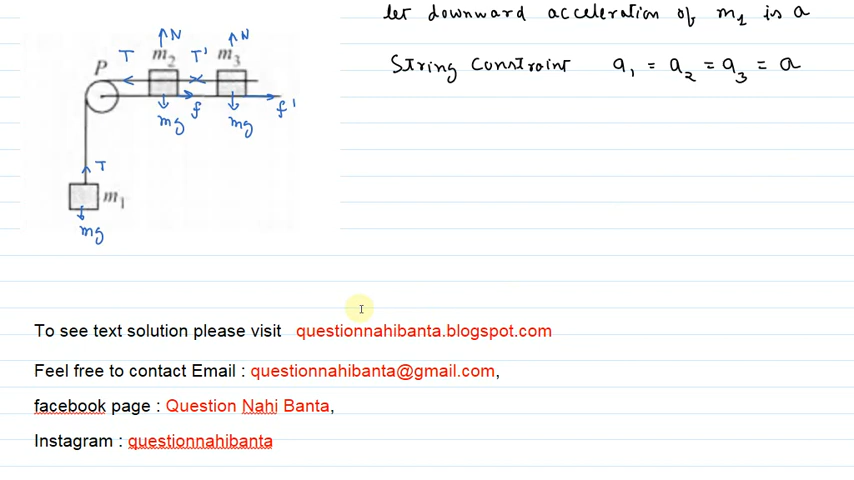 let downward acceleration of m1 is a
String Constraint a1 = a2 = a3 = a
N N
T m2 T' m3
P
f f'
mg mg
T
m1
mg
To see text solution please visit questionnahibanta.blogspot.com
Feel free to contact Email : questionnahibanta@gmail.com,
facebook page : Question Nahi Banta,
Instagram : questionnahibanta